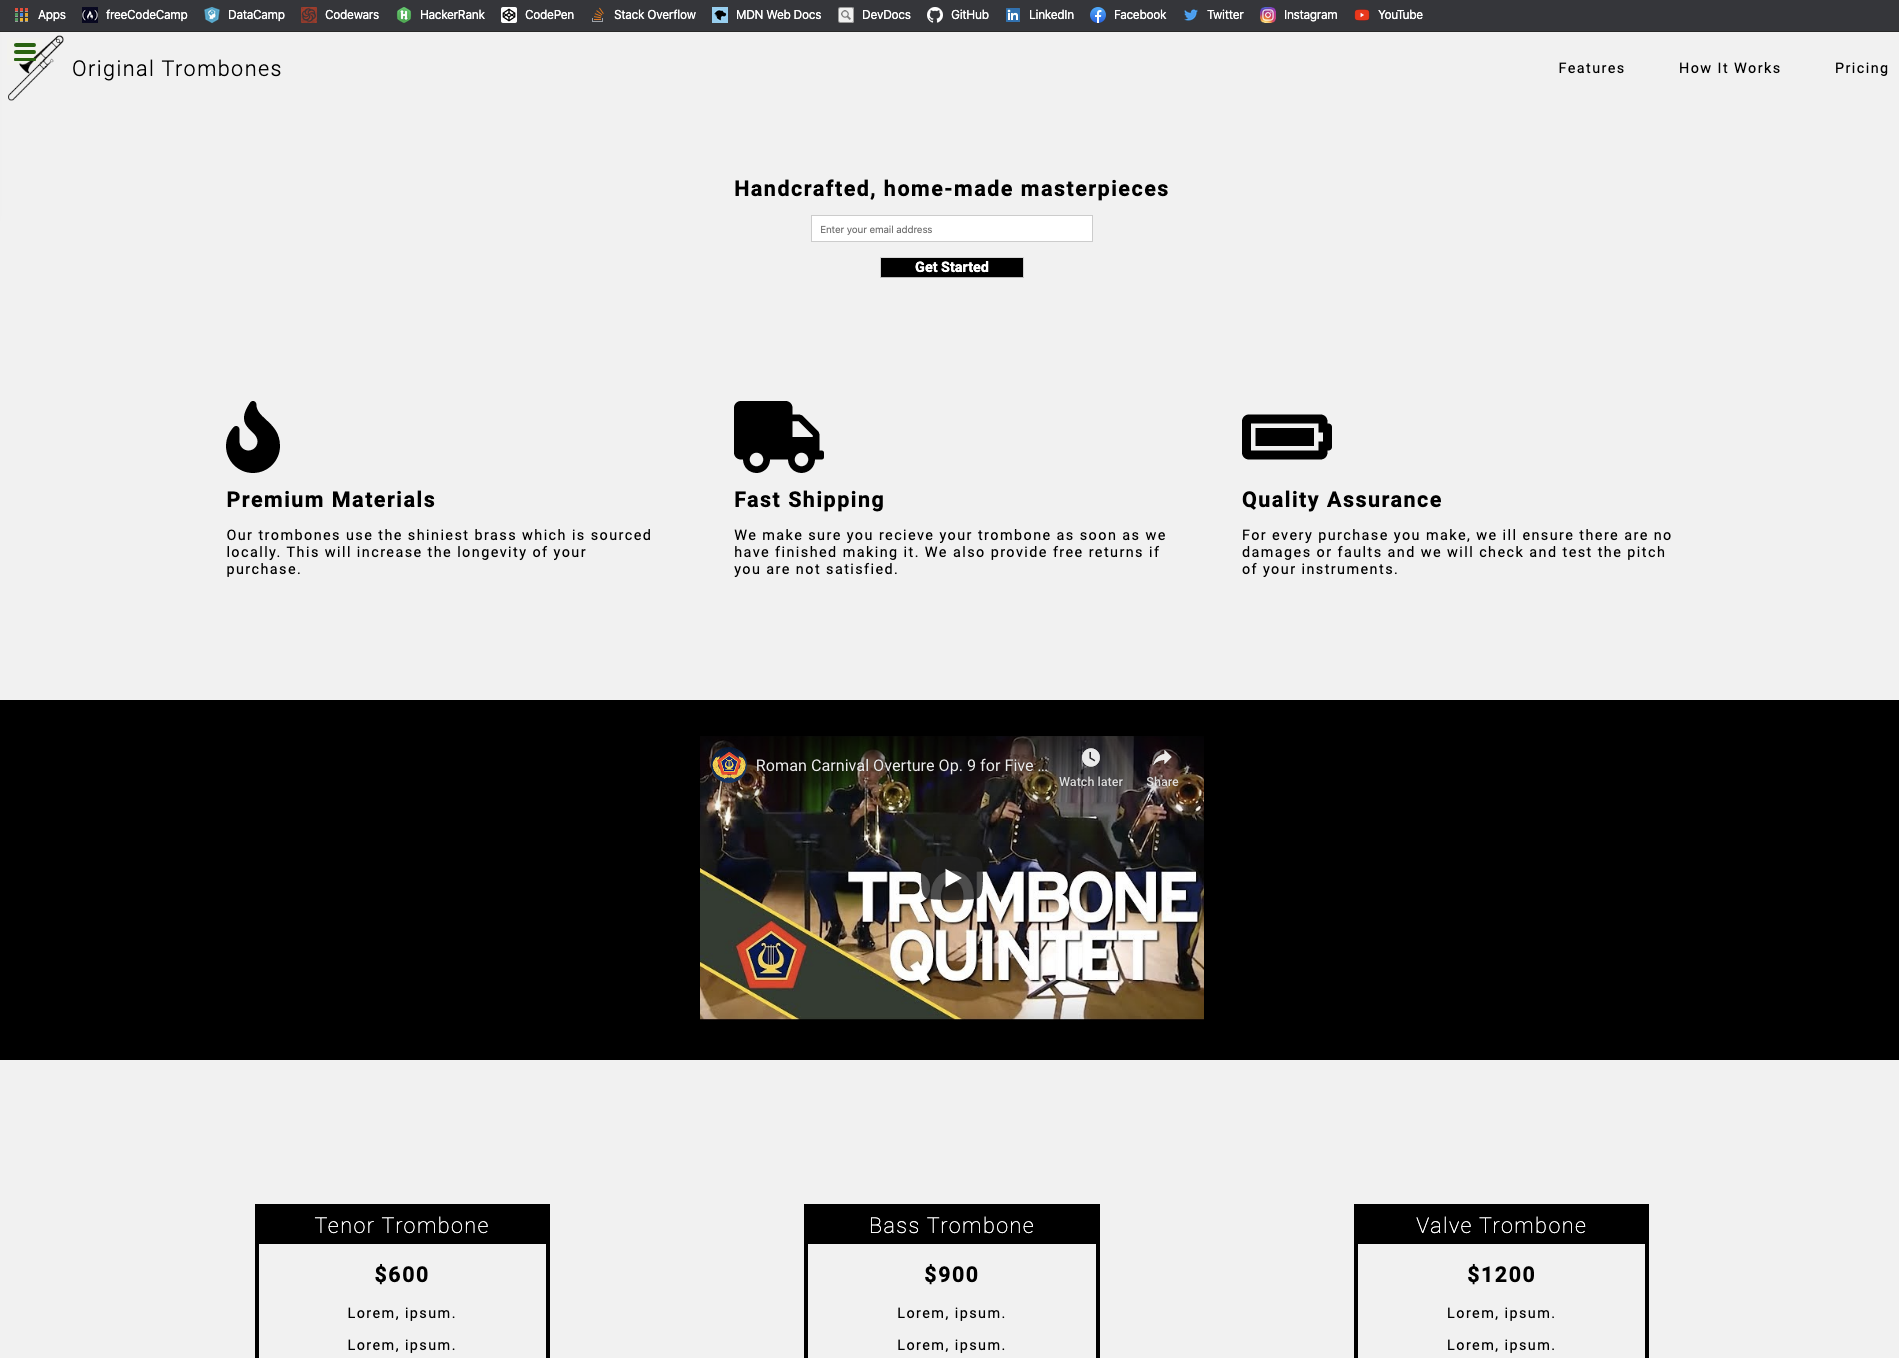 Apps freeCodeCamp DataCamp Codewars HackerRank CodePen Stack Overflow MDN Web Docs DevDocs GitHub LinkedIn Facebook Twitter Instagram YouTube
Original Trombones Features How It Works Pricing
Handcrafted, home-made masterpieces
Enter your email address
Get Started
Premium Materials
Our trombones use the shiniest brass which is sourced
locally. This will increase the longevity of your
purchase.
Fast Shipping
We make sure you recieve your trombone as soon as we
have finished making it. We also provide free returns if
you are not satisfied.
Quality Assurance
For every purchase you make, we ill ensure there are no
damages or faults and we will check and test the pitch
of your instruments.
Roman Carnival Overture Op. 9 for Five ...
Watch later
Share
TROMBONE
QUINTET
Tenor Trombone
$600
Lorem, ipsum.
Lorem, ipsum.
Bass Trombone
$900
Lorem, ipsum.
Lorem, ipsum.
Valve Trombone
$1200
Lorem, ipsum.
Lorem, ipsum.